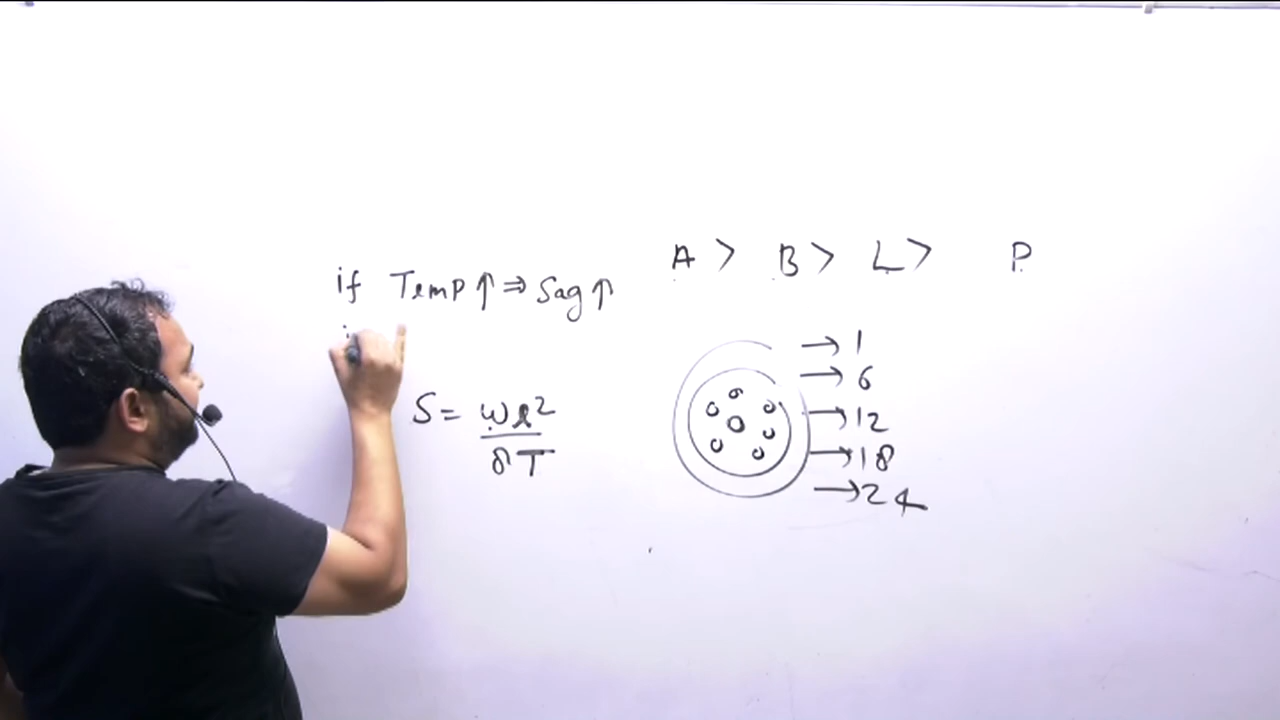 if Temp ↑ ⇒ Sag ↑
S = wl²
8T
A > B > L > P
→ 1
→ 6
→ 12
→ 18
→ 24